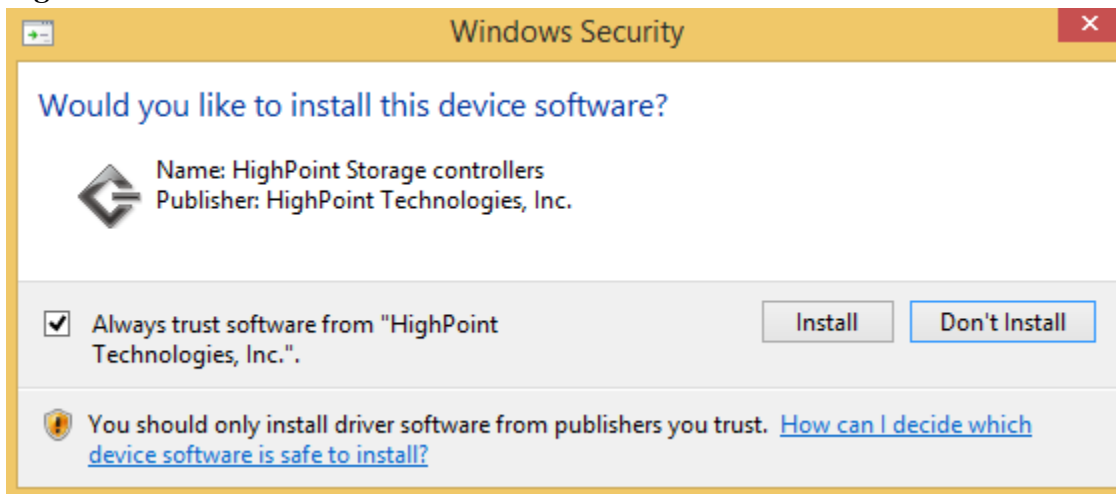 Windows Security
Would you like to install this device software?
Name: HighPoint Storage controllers
Publisher: HighPoint Technologies, Inc.
Always trust software from "HighPoint
Technologies, Inc.".
Install
Don't Install
You should only install driver software from publishers you trust. How can I decide which
device software is safe to install?